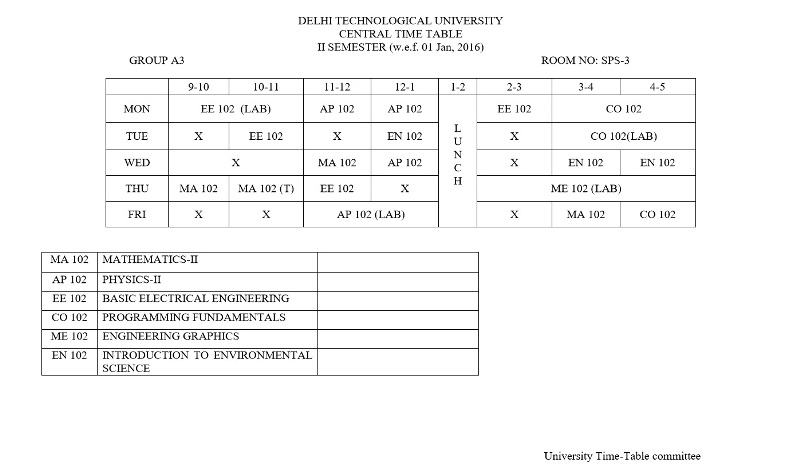 DELHI TECHNOLOGICAL UNIVERSITY
CENTRAL TIME TABLE
II SEMESTER (w.e.f. 01 Jan, 2016)
GROUP A3 ROOM NO: SPS-3
9-10 10-11 11-12 12-1 1-2 2-3 3-4 4-5
MON EE 102 (LAB) AP 102 AP 102 EE 102 CO 102
TUE X EE 102 X EN 102 X CO 102(LAB)
WED X MA 102 AP 102 X EN 102 EN 102
THU MA 102 MA 102 (T) EE 102 X ME 102 (LAB)
FRI X X AP 102 (LAB) X MA 102 CO 102
L
U
N
C
H
MA 102 MATHEMATICS-II
AP 102 PHYSICS-II
EE 102 BASIC ELECTRICAL ENGINEERING
CO 102 PROGRAMMING FUNDAMENTALS
ME 102 ENGINEERING GRAPHICS
EN 102 INTRODUCTION TO ENVIRONMENTAL
SCIENCE
University Time-Table committee